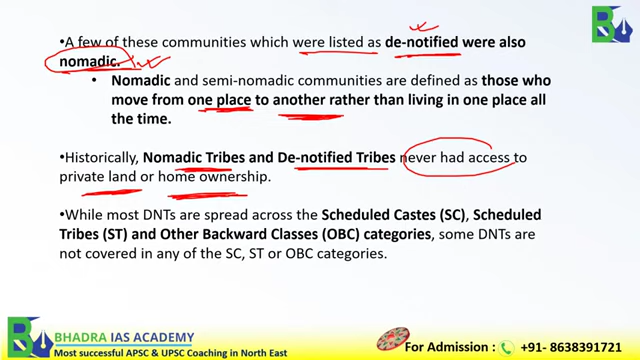 • A few of these communities which were listed as de-notified were also
nomadic.
• Nomadic and semi-nomadic communities are defined as those who
move from one place to another rather than living in one place all
the time.
• Historically, Nomadic Tribes and De-notified Tribes never had access to
private land or home ownership.
• While most DNTs are spread across the Scheduled Castes (SC), Scheduled
Tribes (ST) and Other Backward Classes (OBC) categories, some DNTs are
not covered in any of the SC, ST or OBC categories.
BHADRA IAS ACADEMY
Most successful APSC & UPSC Coaching in North East
For Admission : +91- 8638391721